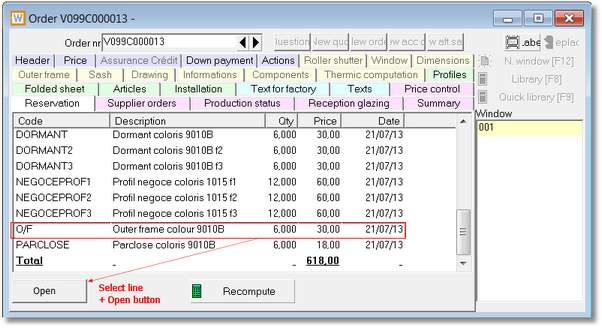 Order V099C000013 -
Order nr V099C000013
New quo
.abe
Header Price Assurance Crédit Down payment Actions Roller shutter Window Dimensions
Outer frame Sash Drawing Informations Components Thermic computation Profiles
N. window [F12]
Folded sheet Articles Installation Text for factory Texts Price control
Library [F8]
Reservation Supplier orders Production status Reception glazing Summary
Quick library [F9]
Window
001
Code Description Qty Price Date
DORMANT Dormant coloris 9010B 6,000 30,00 21/07/13
DORMANT2 Dormant coloris 9010B f2 6,000 30,00 21/07/13
DORMANT3 Dormant coloris 9010B f3 6,000 30,00 21/07/13
NEGOCEPROF1 Profil negoce coloris 1015 f1 12,000 60,00 21/07/13
NEGOCEPROF2 Profil negoce coloris 1015 f2 12,000 60,00 21/07/13
NEGOCEPROF3 Profil negoce coloris 1015 f3 12,000 60,00 21/07/13
O/F Outer frame colour 9010B 6,000 30,00 21/07/13
PARCLOSE Parclose coloris 9010B 6,000 18,00 21/07/13
Total - 618,00 -
Open
Select line
+ Open button
Recompute